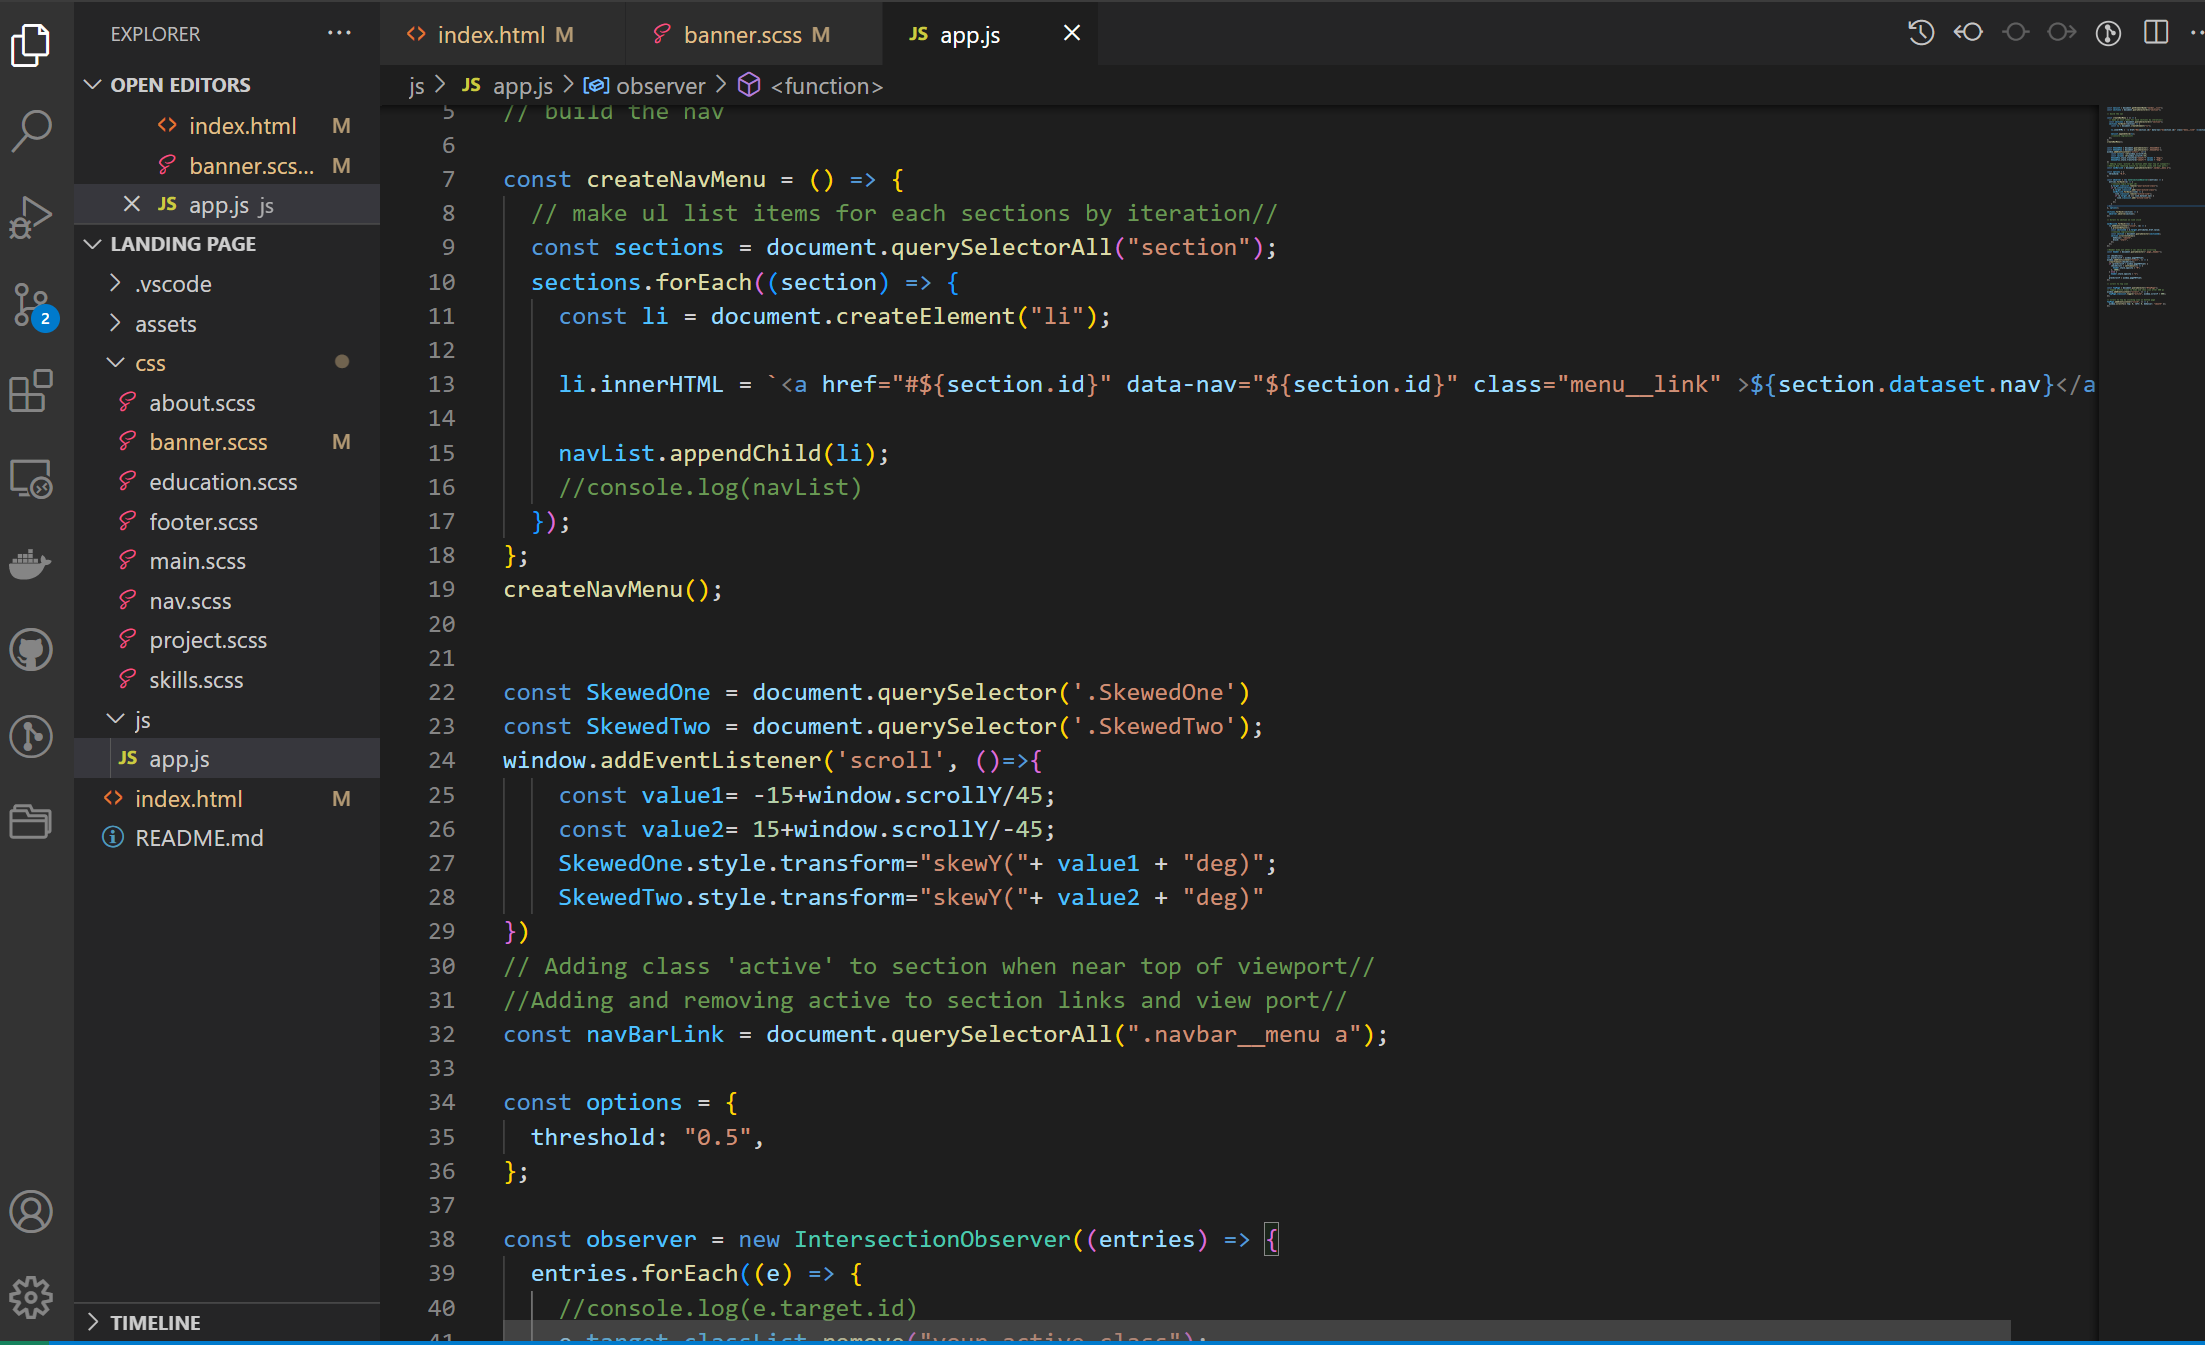 EXPLORER
OPEN EDITORS
index.html M
banner.scs... M
JS app.js js
LANDING PAGE
.vscode
assets
css
about.scss
banner.scss M
education.scss
footer.scss
main.scss
nav.scss
project.scss
skills.scss
js
JS app.js
index.html M
README.md
TIMELINE
2
index.html M
banner.scss M
JS app.js
js > JS app.js > observer > <function>
5 // build the nav
6
7 const createNavMenu = () => {
8 // make ul list items for each sections by iteration//
9 const sections = document.querySelectorAll("section");
10 sections.forEach((section) => {
11 const li = document.createElement("li");
12
13 li.innerHTML = `<a href="#${section.id}" data-nav="${section.id}" class="menu__link" >${section.dataset.nav}</a
14
15 navList.appendChild(li);
16 //console.log(navList)
17 });
18 };
19 createNavMenu();
20
21
22 const SkewedOne = document.querySelector('.SkewedOne')
23 const SkewedTwo = document.querySelector('.SkewedTwo');
24 window.addEventListener('scroll', ()=>{
25 const value1= -15+window.scrollY/45;
26 const value2= 15+window.scrollY/-45;
27 SkewedOne.style.transform="skewY("+ value1 + "deg)";
28 SkewedTwo.style.transform="skewY("+ value2 + "deg)"
29 })
30 // Adding class 'active' to section when near top of viewport//
31 //Adding and removing active to section links and view port//
32 const navBarLink = document.querySelectorAll(".navbar__menu a");
33
34 const options = {
35 threshold: "0.5",
36 };
37
38 const observer = new IntersectionObserver((entries) => {
39 entries.forEach((e) => {
40 //console.log(e.target.id)
41 e.target.classList.remove("your-active-class");